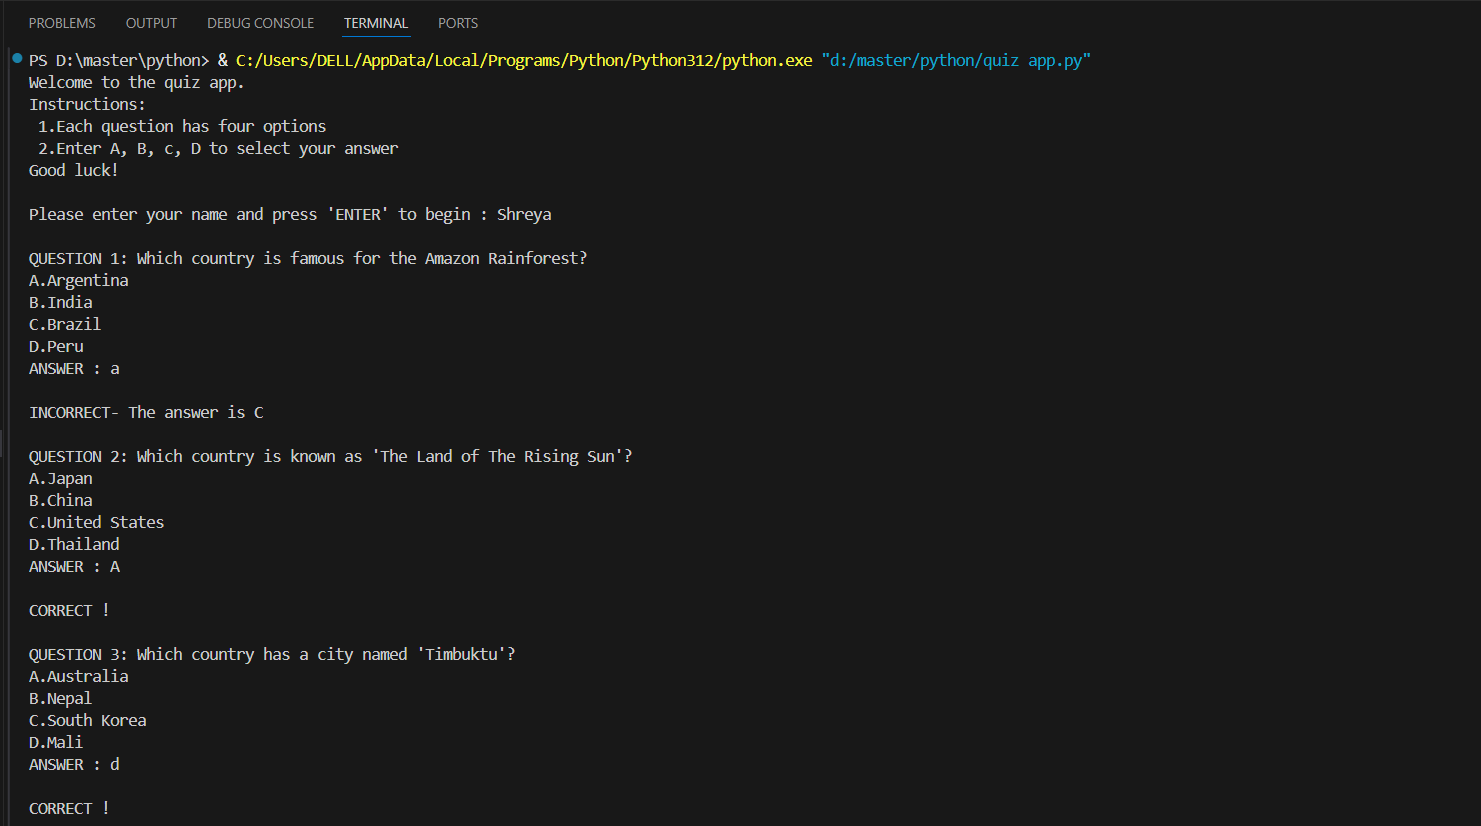 PROBLEMS OUTPUT DEBUG CONSOLE TERMINAL PORTS
PS D:\master\python> & C:/Users/DELL/AppData/Local/Programs/Python/Python312/python.exe "d:/master/python/quiz app.py"
Welcome to the quiz app.
Instructions:
 1.Each question has four options
 2.Enter A, B, c, D to select your answer
Good luck!

Please enter your name and press 'ENTER' to begin : Shreya

QUESTION 1: Which country is famous for the Amazon Rainforest?
A.Argentina
B.India
C.Brazil
D.Peru
ANSWER : a

INCORRECT- The answer is C

QUESTION 2: Which country is known as 'The Land of The Rising Sun'?
A.Japan
B.China
C.United States
D.Thailand
ANSWER : A

CORRECT !

QUESTION 3: Which country has a city named 'Timbuktu'?
A.Australia
B.Nepal
C.South Korea
D.Mali
ANSWER : d

CORRECT !